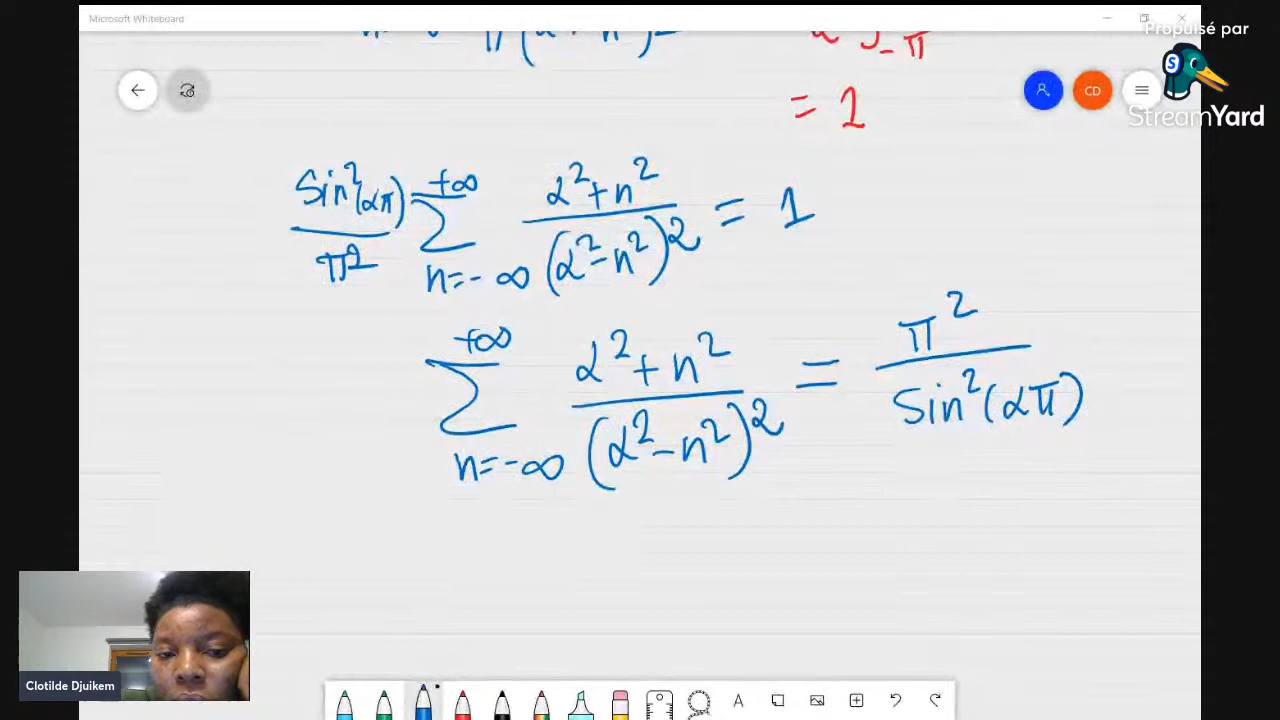 Microsoft Whiteboard
Propulsé par
StreamYard
CD
= 1
Sin²(απ)/π² Σ_{n=-∞}^{+∞} (α²+n²)/(α²-n²)² = 1
Σ_{n=-∞}^{+∞} (α²+n²)/(α²-n²)² = π²/Sin²(απ)
Clotilde Djuikem
A